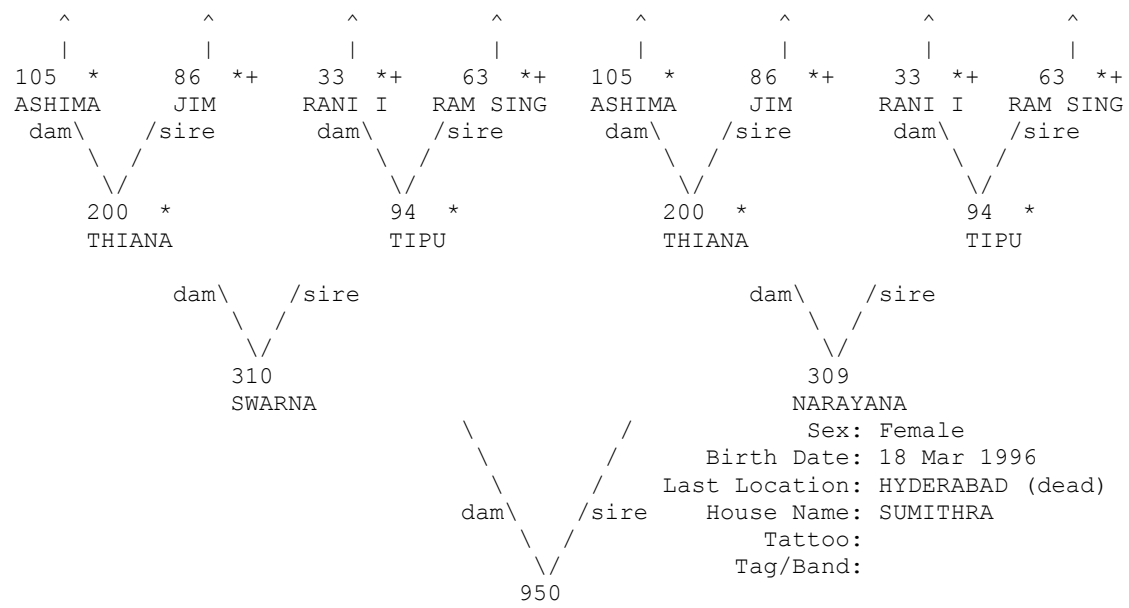 ^ ^ ^ ^ ^ ^ ^ ^
| | | | | | | |
105 * 86 *+ 33 *+ 63 *+ 105 * 86 *+ 33 *+ 63 *+
ASHIMA JIM RANI I RAM SING ASHIMA JIM RANI I RAM SING
dam\ /sire dam\ /sire dam\ /sire dam\ /sire
\ / \ / \ / \ /
\/ \/ \/ \/
200 * 94 * 200 * 94 *
THIANA TIPU THIANA TIPU
dam\ /sire dam\ /sire
\ / \ /
\/ \/
310 309
SWARNA NARAYANA
\ / Sex: Female
\ / Birth Date: 18 Mar 1996
\ / Last Location: HYDERABAD (dead)
dam\ /sire House Name: SUMITHRA
\ / Tattoo:
\/ Tag/Band:
950